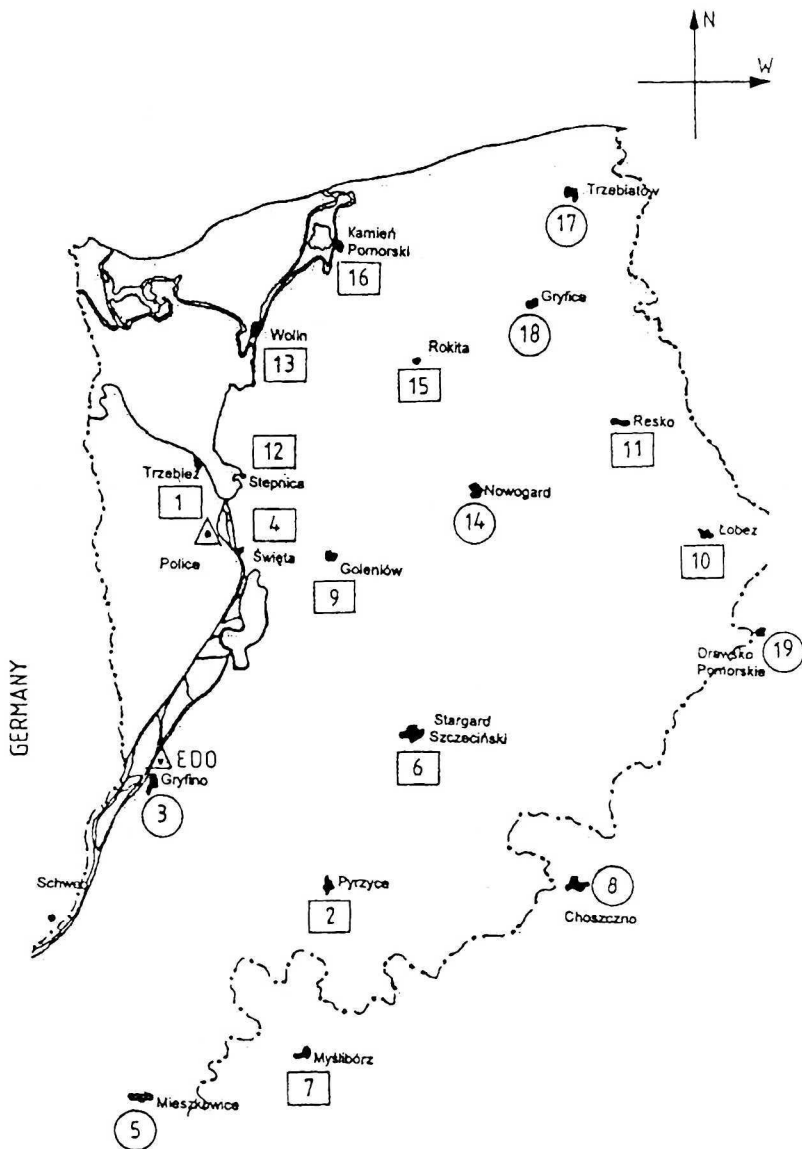 N
W
Trzebiatów
17
Kamień
Pomorski
16
Gryfice
18
Wolin
13
Rokita
15
Resko
11
12
Trzebież
Stepnica
1
Nowogard
14
4
Łobez
10
Police
Święta
Goleniów
9
Drawsko
Pomorskie
19
GERMANY
Stargard
Szczeciński
6
EDO
Gryfino
3
Schwedt
Pyrzyce
2
8
Choszczno
Myślibórz
7
Mieszkowice
5